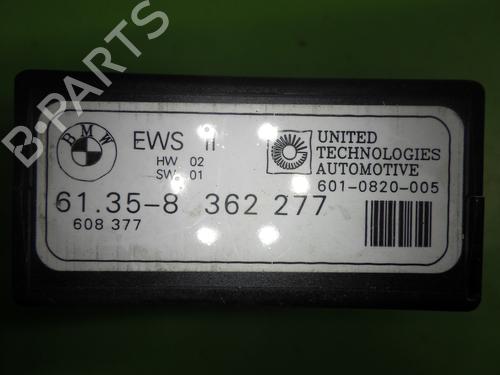 BMW
EWS II
HW 02
SW 01
UNITED
TECHNOLOGIES
AUTOMOTIVE
601-0820-005
61.35-8 362 277
608 377
B-PARTS